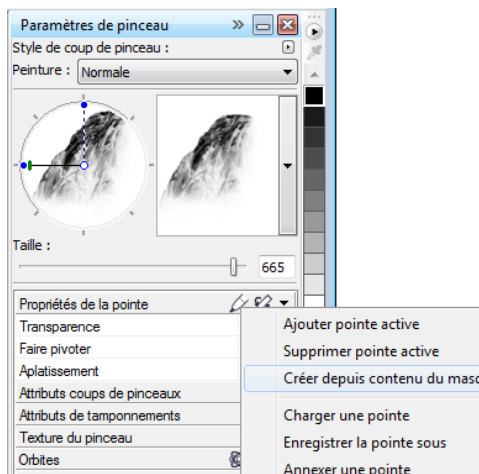 Paramètres de pinceau
Style de coup de pinceau :
Peinture : Normale
Taille :
665
Propriétés de la pointe
Transparence
Faire pivoter
Aplatissement
Attributs coups de pinceaux
Attributs de tamponnements
Texture du pinceau
Orbites
Ajouter pointe active
Supprimer pointe active
Créer depuis contenu du masq
Charger une pointe
Enregistrer la pointe sous
Annexer une pointe